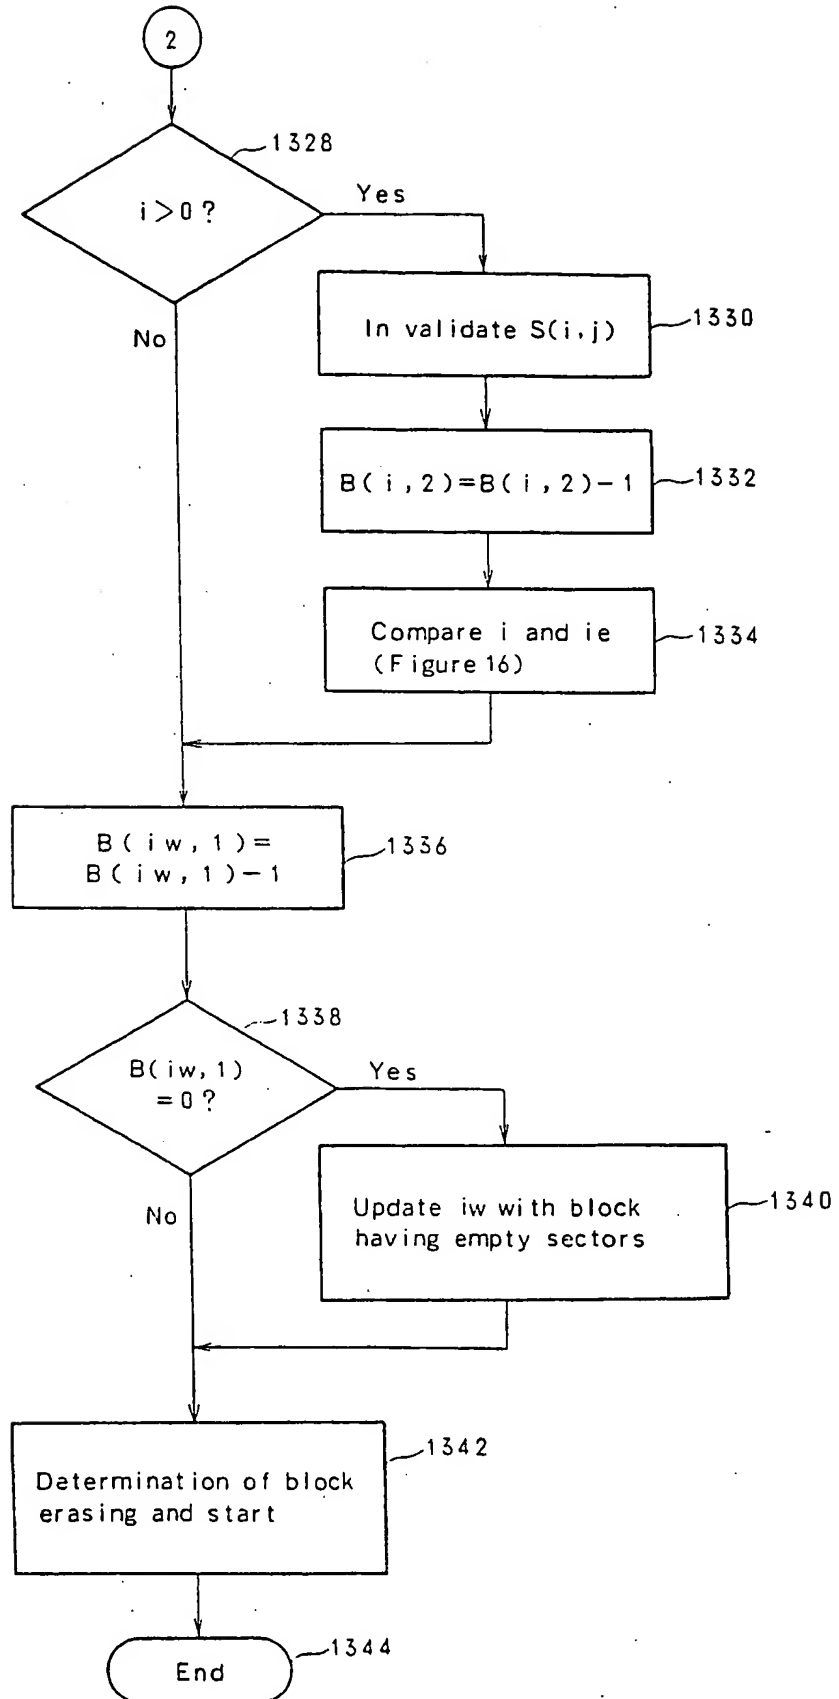 2
1328
i>0?
Yes
In validate S(i,j)
1330
No
B(i,2)=B(i,2)-1
1332
Compare i and ie
(Figure 16)
1334
B(iw,1)=
B(iw,1)-1
1336
1338
B(iw,1)
=0?
Yes
Update iw with block
having empty sectors
1340
No
1342
Determination of block
erasing and start
1344
End